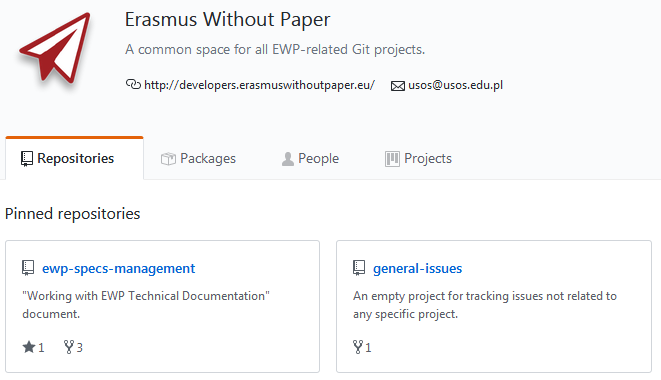 Erasmus Without Paper
A common space for all EWP-related Git projects.
http://developers.erasmuswithoutpaper.eu/ usos@usos.edu.pl
Repositories Packages People Projects
Pinned repositories
ewp-specs-management
"Working with EWP Technical Documentation"
document.
1 3
general-issues
An empty project for tracking issues not related to
any specific project.
1